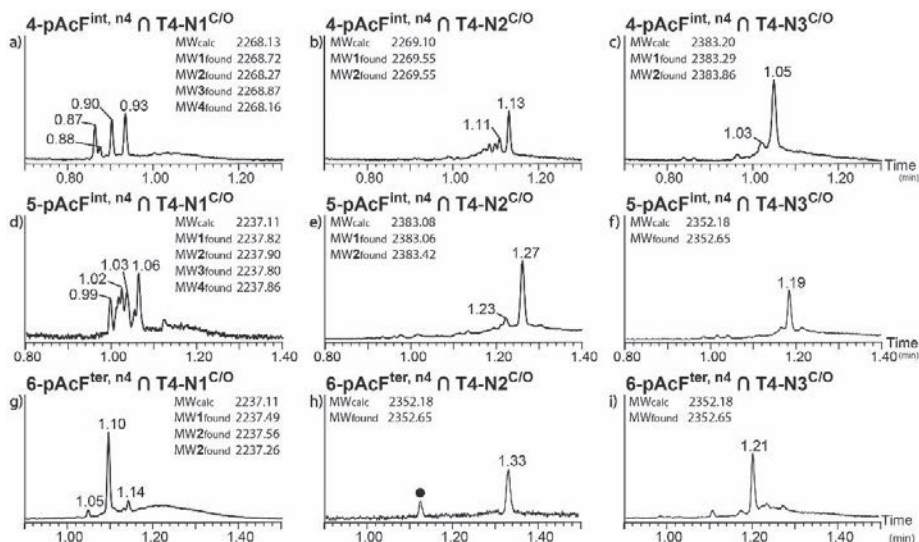 4-pAcF^int, n4 ∩ T4-N1^C/O
a)
MWcalc 2268.13
MW1found 2268.72
MW2found 2268.27
MW3found 2268.87
MW4found 2268.16
0.87
0.88
0.90
0.93
0.80 1.00 1.20
4-pAcF^int, n4 ∩ T4-N2^C/O
b)
MWcalc 2269.10
MW1found 2269.55
MW2found 2269.55
1.11
1.13
0.80 1.00 1.20
4-pAcF^int, n4 ∩ T4-N3^C/O
c)
MWcalc 2383.20
MW1found 2383.29
MW2found 2383.86
1.03
1.05
Time
(min)
0.80 1.00 1.20
5-pAcF^int, n4 ∩ T4-N1^C/O
d)
MWcalc 2237.11
MW1found 2237.82
MW2found 2237.90
MW3found 2237.80
MW4found 2237.86
0.99
1.02
1.03
1.06
0.80 1.00 1.20 1.40
5-pAcF^int, n4 ∩ T4-N2^C/O
e)
MWcalc 2383.08
MW1found 2383.06
MW2found 2383.42
1.23
1.27
1.00 1.20 1.40
5-pAcF^int, n4 ∩ T4-N3^C/O
f)
MWcalc 2352.18
MWfound 2352.65
1.19
Time
(min)
1.00 1.20 1.40
6-pAcF^ter, n4 ∩ T4-N1^C/O
g)
MWcalc 2237.11
MW1found 2237.49
MW2found 2237.56
MW2found 2237.26
1.05
1.10
1.14
1.00 1.20 1.40
6-pAcF^ter, n4 ∩ T4-N2^C/O
h)
MWcalc 2352.18
MWfound 2352.65
1.33
1.00 1.20 1.40
6-pAcF^ter, n4 ∩ T4-N3^C/O
i)
MWcalc 2352.18
MWfound 2352.65
1.21
Time
(min)
1.00 1.20 1.40